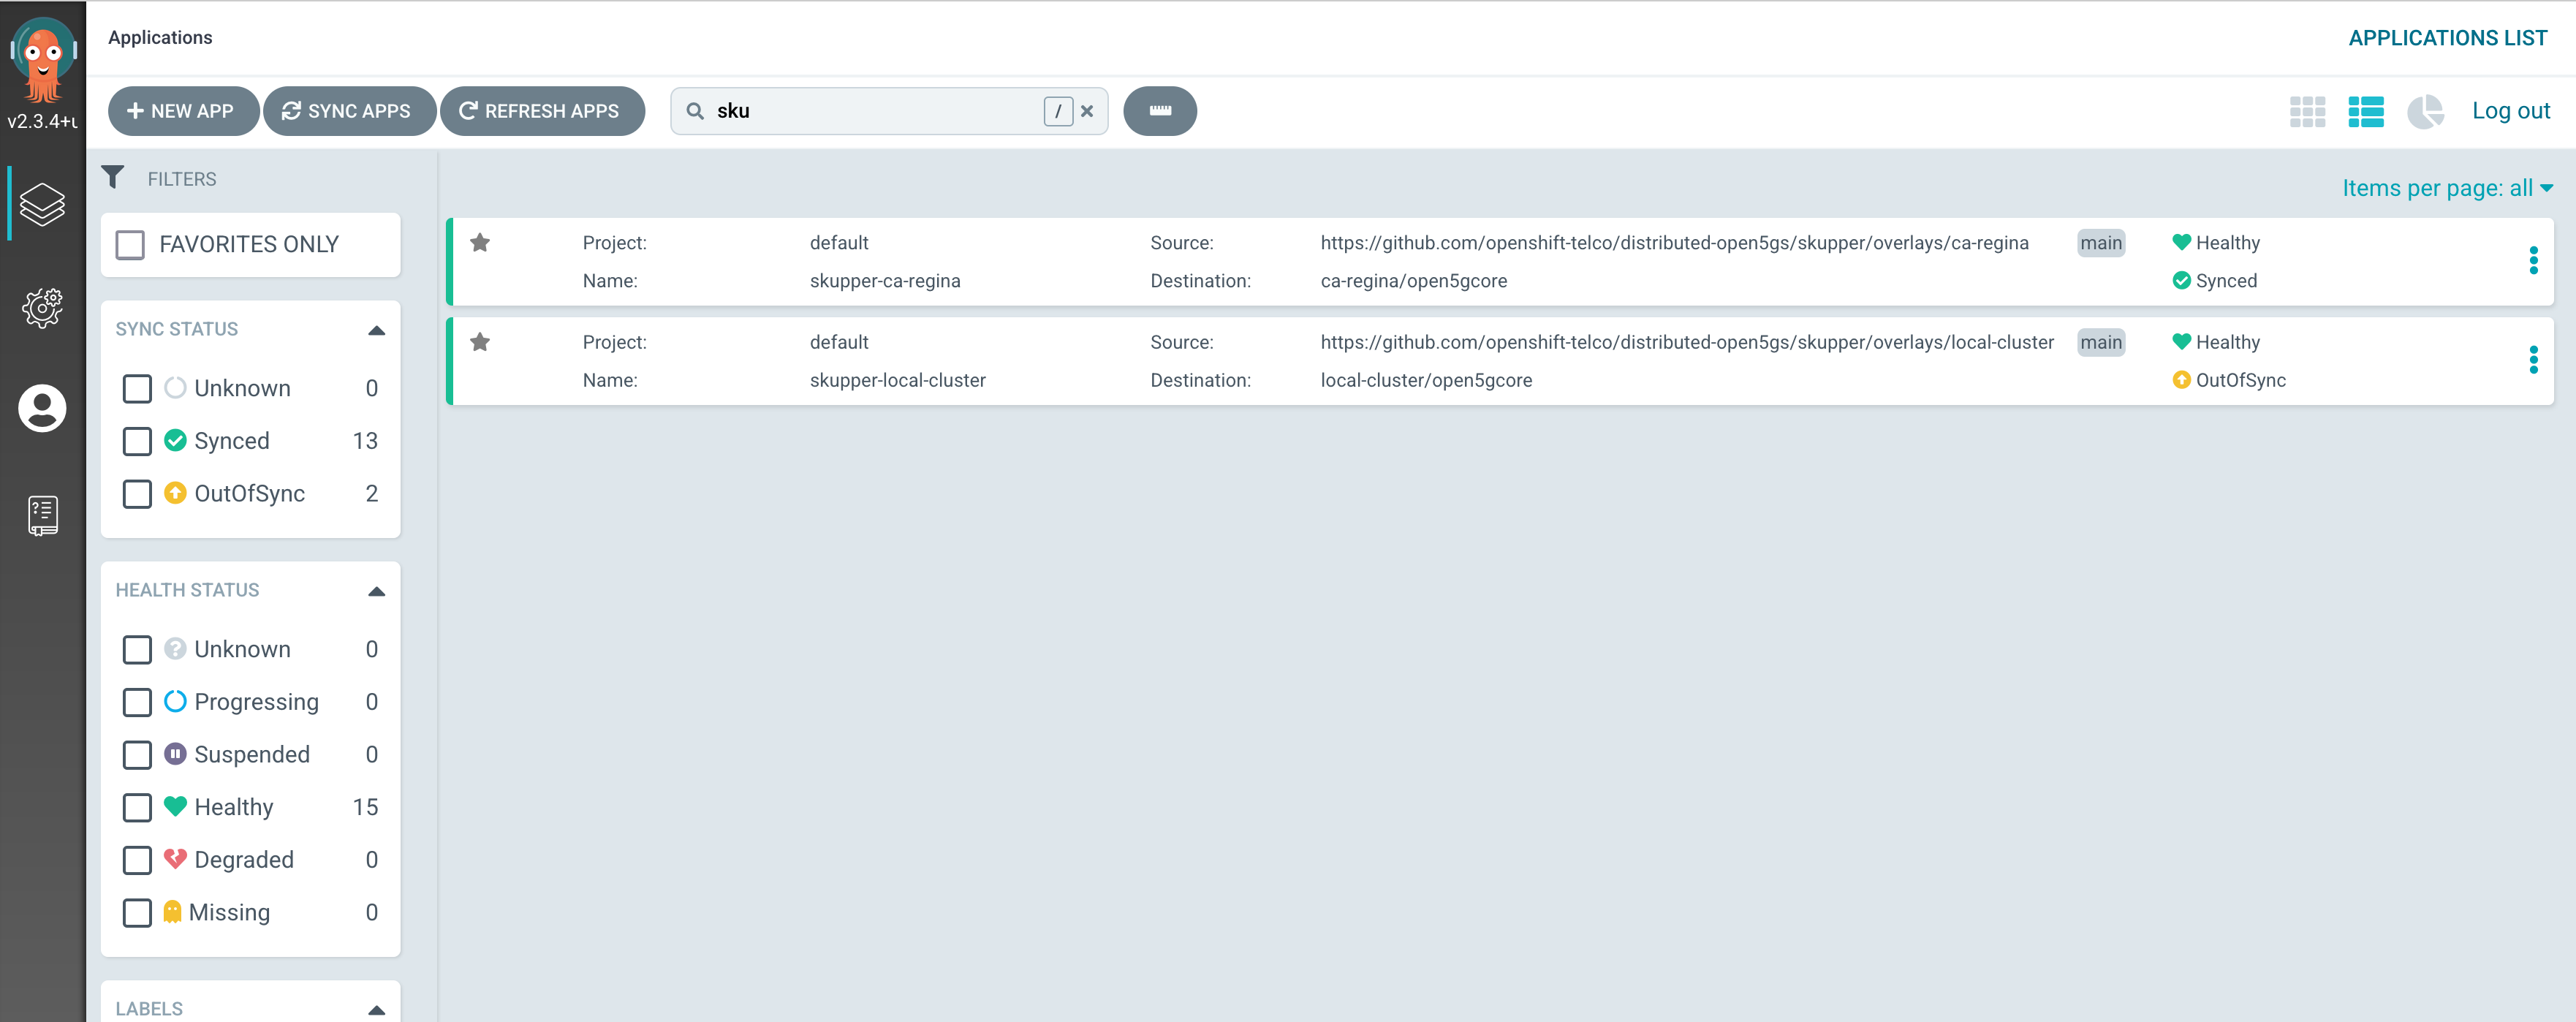 Applications
APPLICATIONS LIST
NEW APP
SYNC APPS
REFRESH APPS
sku
/
Log out
v2.3.4+
FILTERS
Items per page: all
FAVORITES ONLY
SYNC STATUS
Unknown 0
Synced 13
OutOfSync 2
HEALTH STATUS
Unknown 0
Progressing 0
Suspended 0
Healthy 15
Degraded 0
Missing 0
LABELS
Project: default Source: https://github.com/openshift-telco/distributed-open5gs/skupper/overlays/ca-regina main Healthy
Name: skupper-ca-regina Destination: ca-regina/open5gcore Synced
Project: default Source: https://github.com/openshift-telco/distributed-open5gs/skupper/overlays/local-cluster main Healthy
Name: skupper-local-cluster Destination: local-cluster/open5gcore OutOfSync